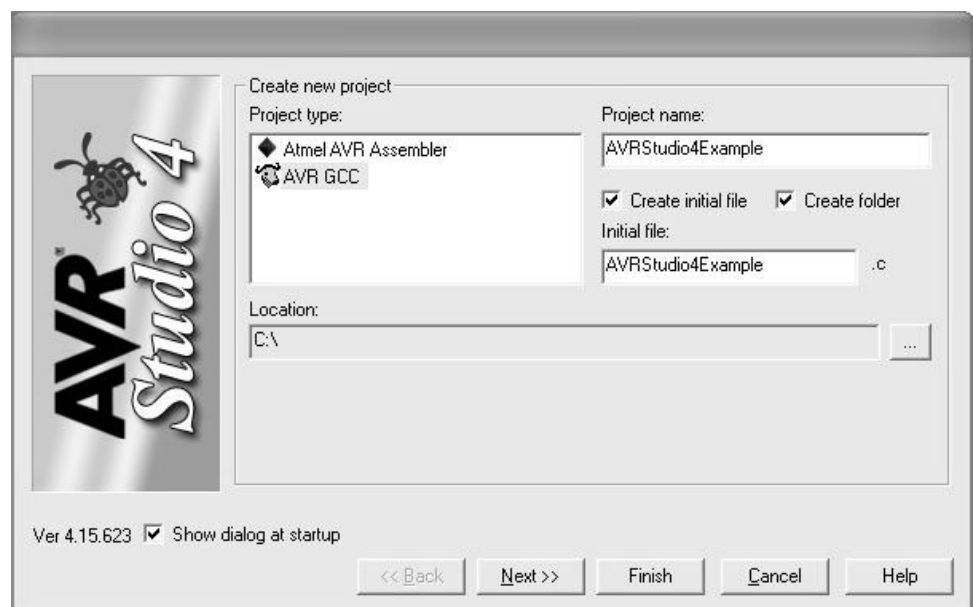 Create new project
Project type:
Atmel AVR Assembler
AVR GCC
Project name:
AVRStudio4Example
Create initial file
Create folder
Initial file:
AVRStudio4Example
.c
Location:
C:\
...
AVR®
Studio 4
Ver 4.15.623
Show dialog at startup
<< Back
Next >>
Finish
Cancel
Help